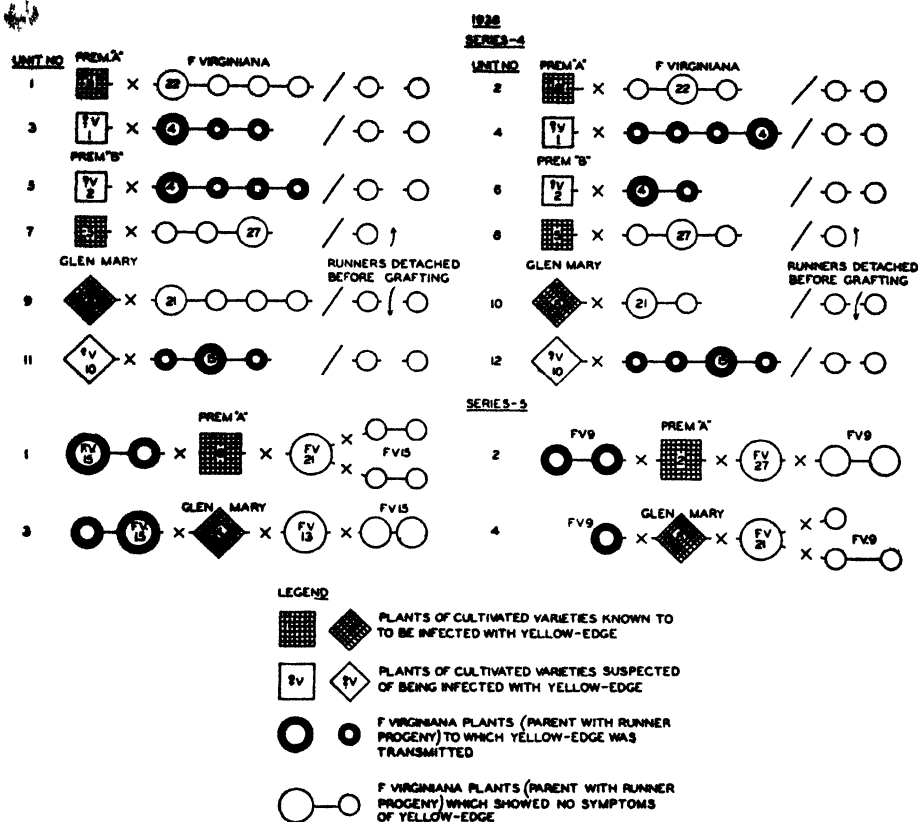 1938
SERIES-4
UNIT NO PREM."A" F VIRGINIANA
1 × 22
3 ?V 1 × 4
PREM "B"
5 ?V 2 × 4
7 × 27
GLEN MARY
RUNNERS DETACHED
BEFORE GRAFTING
9 × 21
11 ?V 10 ×
UNIT NO PREM "A" F VIRGINIANA
2 × 22
4 ?V 1 × 4
PREM "B"
6 ?V 2 × 4
8 × 27
GLEN MARY
RUNNERS DETACHED
BEFORE GRAFTING
10 × 21
12 ?V 10 ×
PREM "A"
1 FV 15 × × FV 21 × × FV15
GLEN MARY FV15
3 FV 15 × × FV 13 ×
SERIES-5
FV9 PREM "A" FV9
2 × × FV 27 ×
FV9 GLEN MARY FV9
4 × × FV 21 × ×
LEGEND
PLANTS OF CULTIVATED VARIETIES KNOWN TO
TO BE INFECTED WITH YELLOW-EDGE
?V ?V PLANTS OF CULTIVATED VARIETIES SUSPECTED
OF BEING INFECTED WITH YELLOW-EDGE
F VIRGINIANA PLANTS (PARENT WITH RUNNER
PROGENY) TO WHICH YELLOW-EDGE WAS
TRANSMITTED
F VIRGINIANA PLANTS (PARENT WITH RUNNER
PROGENY) WHICH SHOWED NO SYMPTOMS
OF YELLOW-EDGE